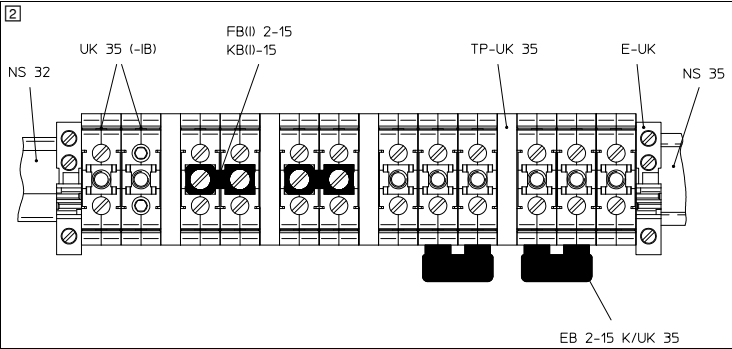 2
FB(I) 2-15
KB(I)-15
UK 35 (-IB)
TP-UK 35
E-UK
NS 32
NS 35
EB 2-15 K/UK 35